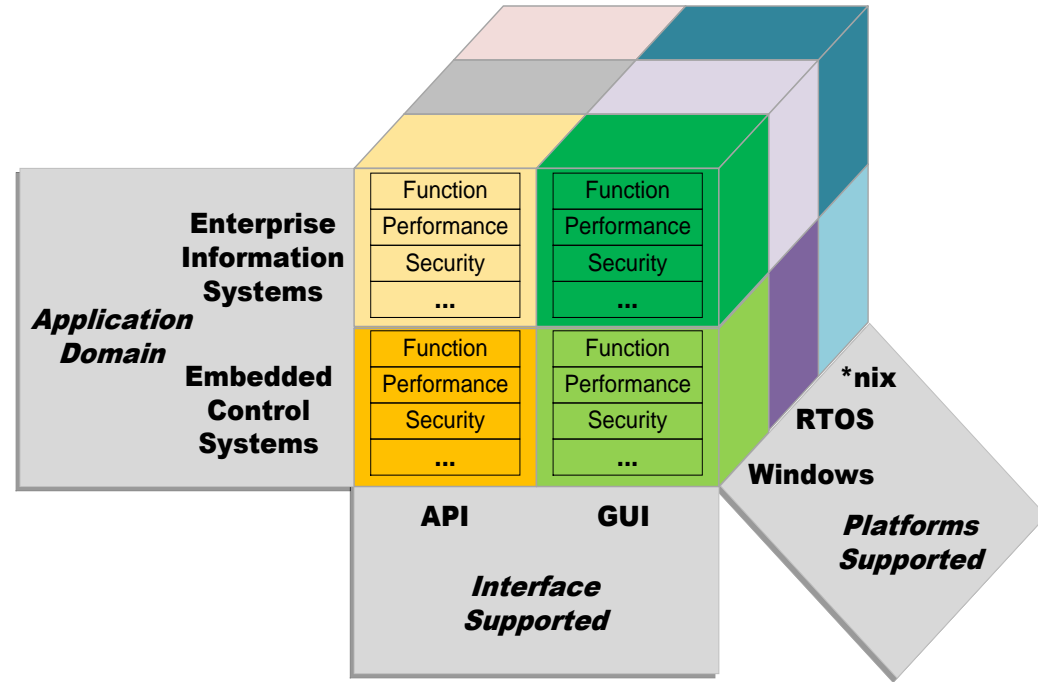 Function
Performance
Security
...
Function
Performance
Security
...
Enterprise
Information
Systems
Application
Domain
Embedded
Control
Systems
Function
Performance
Security
...
Function
Performance
Security
...
*nix
RTOS
Windows
Platforms
Supported
API
GUI
Interface
Supported